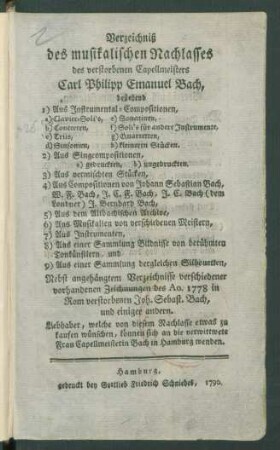 Verzeichniß
des musikalischen Nachlasses
des verstorbenen Capellmeisters
Carl Philipp Emanuel Bach,
bestehend
1) Aus Instrumental-Compositionen,
a) Clavier-Soli's, e) Sonatinen,
b) Concerten, f) Soli's für andere Instrumente,
c) Trii's, g) Quartetten,
d) Sinfonien, h) kleinern Stücken.
2) Aus Singcompositionen,
a) gedruckten, b) ungedruckten.
3) Aus vermischten Stücken,
4) Aus Compositionen von Johann Sebastian Bach,
W. F. Bach, J. C. F. Bach, J. C. Bach (dem
Londner) J. Bernhard Bach,
5) Aus dem Altbachischen Archive,
6) Aus Musikalien von verschiedenen Meistern,
7) Aus Instrumenten,
8) Aus einer Sammlung Bildnisse von berühmten
Tonkünstlern, und
9) Aus einer Sammlung dergleichen Silhouetten,
Nebst angehängtem Verzeichnisse verschiedener
vorhandenen Zeichnungen des Ao. 1778 in
Rom verstorbenen Joh. Sebast. Bach,
und einiger andern.
Liebhaber, welche von diesem Nachlasse etwas zu
kaufen wünschen, können sich an die verwittwete
Frau Capellmeisterin Bach in Hamburg wenden.
Hamburg,
gedruckt bey Gottlieb Friedrich Schniebes, 1790.